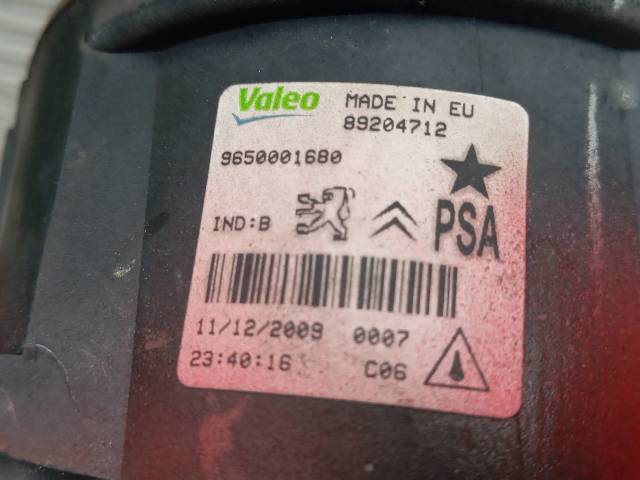 Valeo MADE IN EU
89204712
9650001680
IND:B PSA
11/12/2009 0007
23:40:16 C06